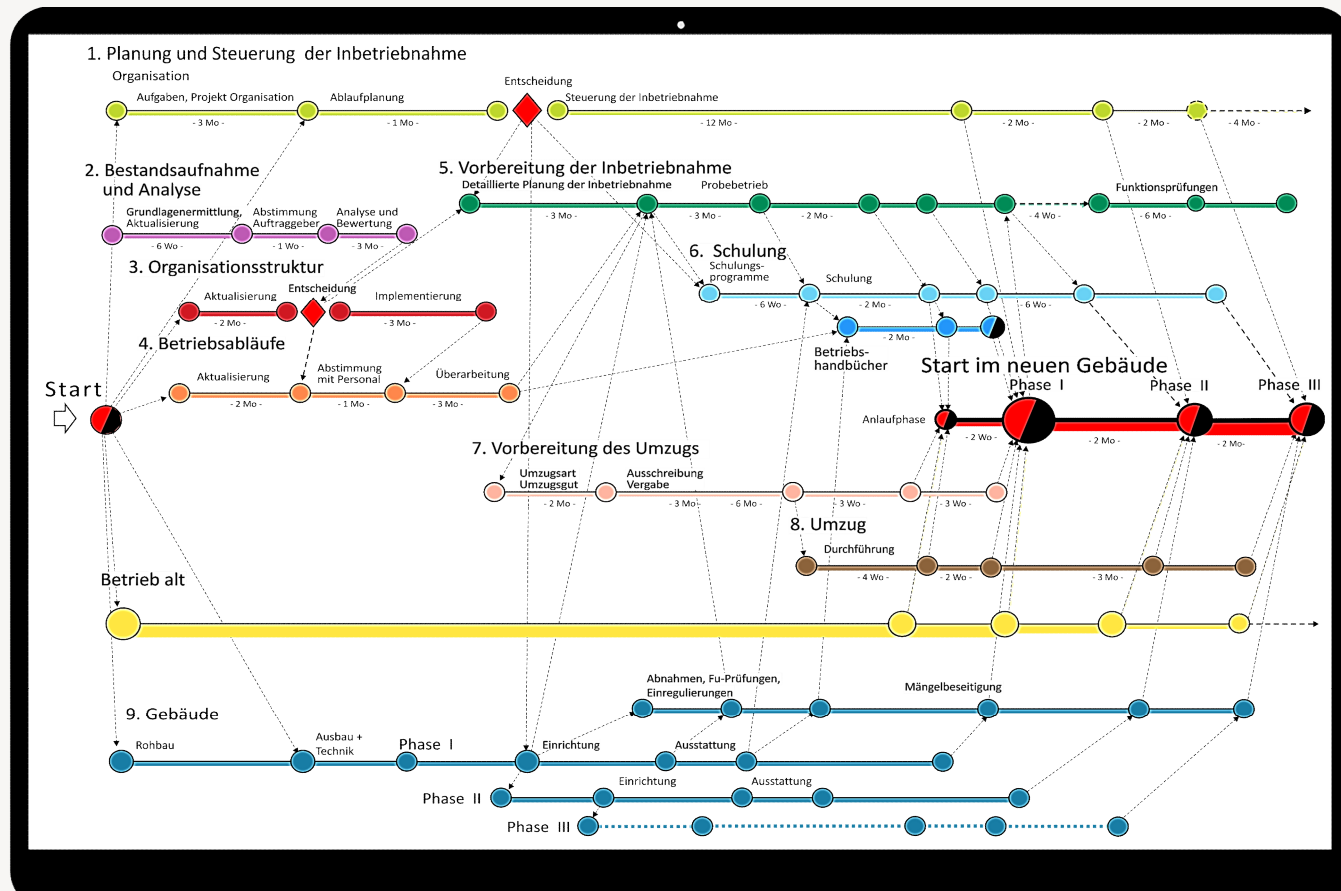 1. Planung und Steuerung der Inbetriebnahme
Organisation
Entscheidung
Aufgaben, Projekt Organisation
Ablaufplanung
Steuerung der Inbetriebnahme
- 3 Mo -
- 1 Mo -
- 12 Mo -
- 2 Mo -
- 2 Mo -
- 4 Mo -
2. Bestandsaufnahme
und Analyse
Grundlagenermittlung,
Aktualisierung
Abstimmung
Auftraggeber
Analyse und
Bewertung
- 6 Wo -
- 1 Wo -
- 3 Mo -
5. Vorbereitung der Inbetriebnahme
Detaillierte Planung der Inbetriebnahme
Probebetrieb
Funktionsprüfungen
- 3 Mo -
- 3 Mo -
- 2 Mo -
- 4 Wo -
- 6 Mo -
3. Organisationsstruktur
Aktualisierung
Entscheidung
Implementierung
- 2 Mo -
- 3 Mo -
6. Schulung
Schulungs-
programme
Schulung
- 6 Wo -
- 2 Mo -
- 6 Wo -
- 2 Mo -
Betriebs-
handbücher
4. Betriebsabläufe
Aktualisierung
Abstimmung
mit Personal
Überarbeitung
- 2 Mo -
- 1 Mo -
- 3 Mo -
Start
Start im neuen Gebäude
Phase I
Phase II
Phase III
Anlaufphase
- 2 Wo -
- 2 Mo -
- 2 Mo-
7. Vorbereitung des Umzugs
Umzugsart
Umzugsgut
Ausschreibung
Vergabe
- 2 Mo -
- 3 Mo-
- 6 Mo -
- 3 Wo -
- 3 Wo -
8. Umzug
Durchführung
- 4 Wo -
- 2 Wo -
- 3 Mo -
Betrieb alt
Abnahmen, Fu-Prüfungen,
Einregulierungen
Mängelbeseitigung
9. Gebäude
Rohbau
Ausbau +
Technik
Phase I
Einrichtung
Ausstattung
Phase II
Einrichtung
Ausstattung
Phase III